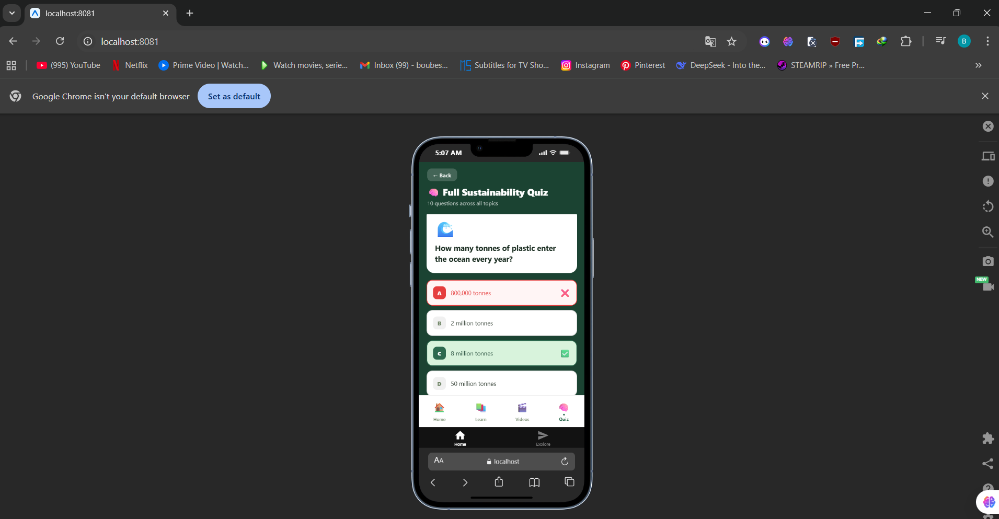 localhost:8081
localhost:8081
B
(995) YouTube
Netflix
Prime Video | Watch...
Watch movies, serie...
Inbox (99) - boubes...
Subtitles for TV Sho...
Instagram
Pinterest
DeepSeek - Into the...
STEAMRIP » Free Pr...
Google Chrome isn't your default browser
Set as default
5:07 AM
← Back
Full Sustainability Quiz
10 questions across all topics
How many tonnes of plastic enter
the ocean every year?
A 800,000 tonnes
B 2 million tonnes
C 8 million tonnes
D 50 million tonnes
Home
Learn
Videos
Quiz
Home
Explore
AA
localhost
NEW